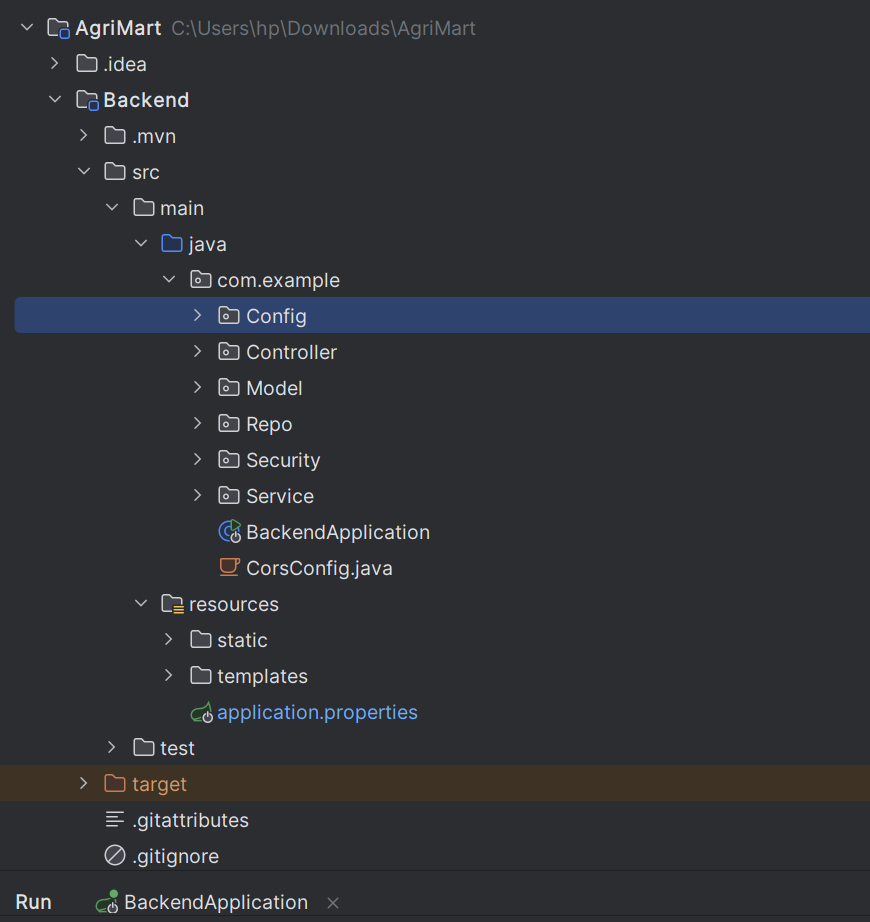 AgriMart C:\Users\hp\Downloads\AgriMart
.idea
Backend
.mvn
src
main
java
com.example
Config
Controller
Model
Repo
Security
Service
BackendApplication
CorsConfig.java
resources
static
templates
application.properties
test
target
.gitattributes
.gitignore
Run BackendApplication